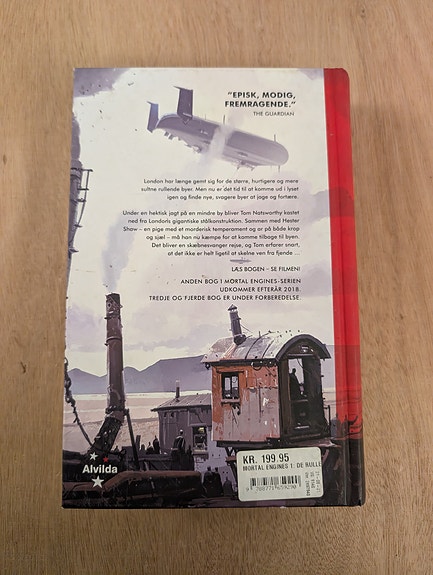 "EPISK, MODIG,
FREMRAGENDE."
THE GUARDIAN
London har længe gemt sig for de større, hurtigere og mere
sultne rullende byer. Men nu er det tid til at komme ud i lyset
igen og finde nye, svagere byer at jage og fortære.
Under en hektisk jagt på en mindre by bliver Tom Natsworthy kastet
ned fra Londons gigantiske stålkonstruktion. Sammen med Hester
Shaw – en pige med et morderisk temperament og ar på både krop
og sjæl – må han nu kæmpe for at komme tilbage til byen.
Det bliver en skæbnesvanger rejse, og Tom erfarer snart,
at det ikke er helt ligetil at skelne ven fra fjende ...
LÆS BOGEN – SE FILMEN!
ANDEN BOG I MORTAL ENGINES-SERIEN
UDKOMMER EFTERÅR 2018.
TREDJE OG FJERDE BOG ER UNDER FORBEREDELSE.
Alvilda
KR. 199.95
MORTAL ENGINES 1: DE RULLE
9 788771 659290